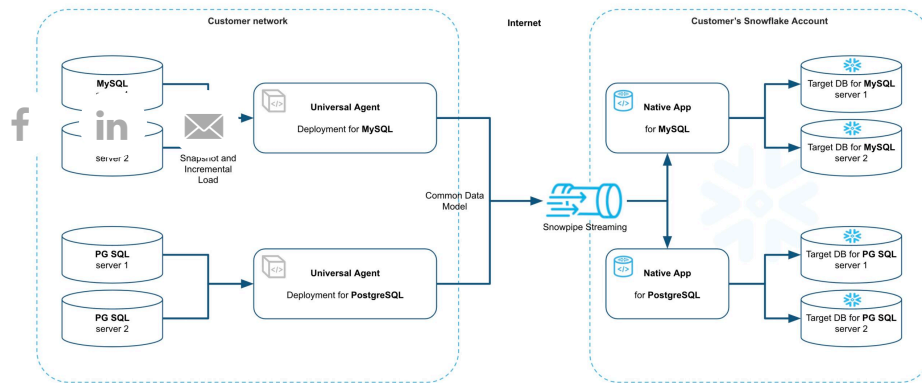 Customer network
Internet
Customer's Snowflake Account
MySQL
server 2
Snapshot and
Incremental
Load
</>
Universal Agent
Deployment for MySQL
PG SQL
server 1
PG SQL
server 2
</>
Universal Agent
Deployment for PostgreSQL
Common Data
Model
Snowpipe Streaming
</>
Native App
for MySQL
</>
Native App
for PostgreSQL
Target DB for MySQL
server 1
Target DB for MySQL
server 2
Target DB for PG SQL
server 1
Target DB for PG SQL
server 2
f
in